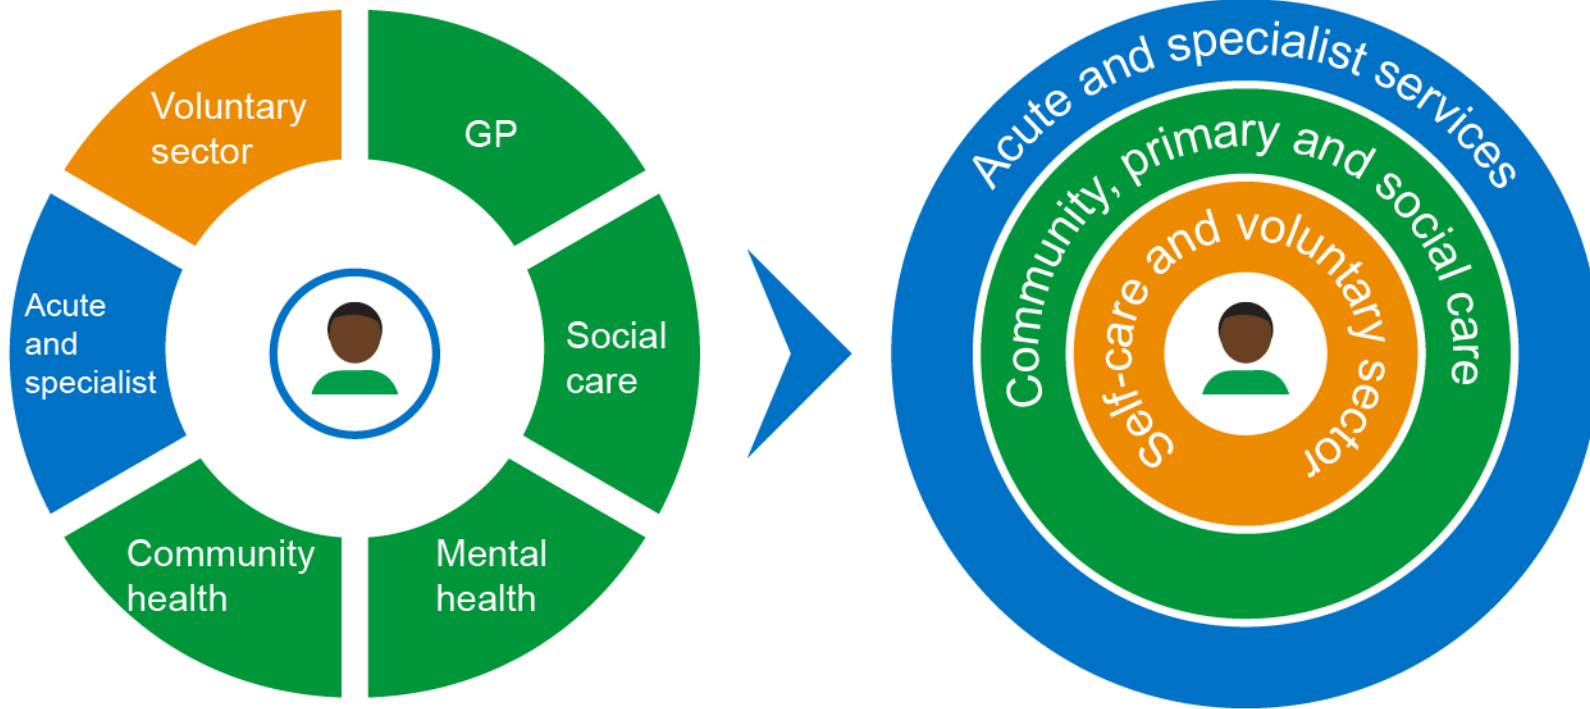 Voluntary
sector
GP
Acute
and
specialist
Social
care
Community
health
Mental
health
Acute and specialist services
Community, primary and social care
Self-care and voluntary sector